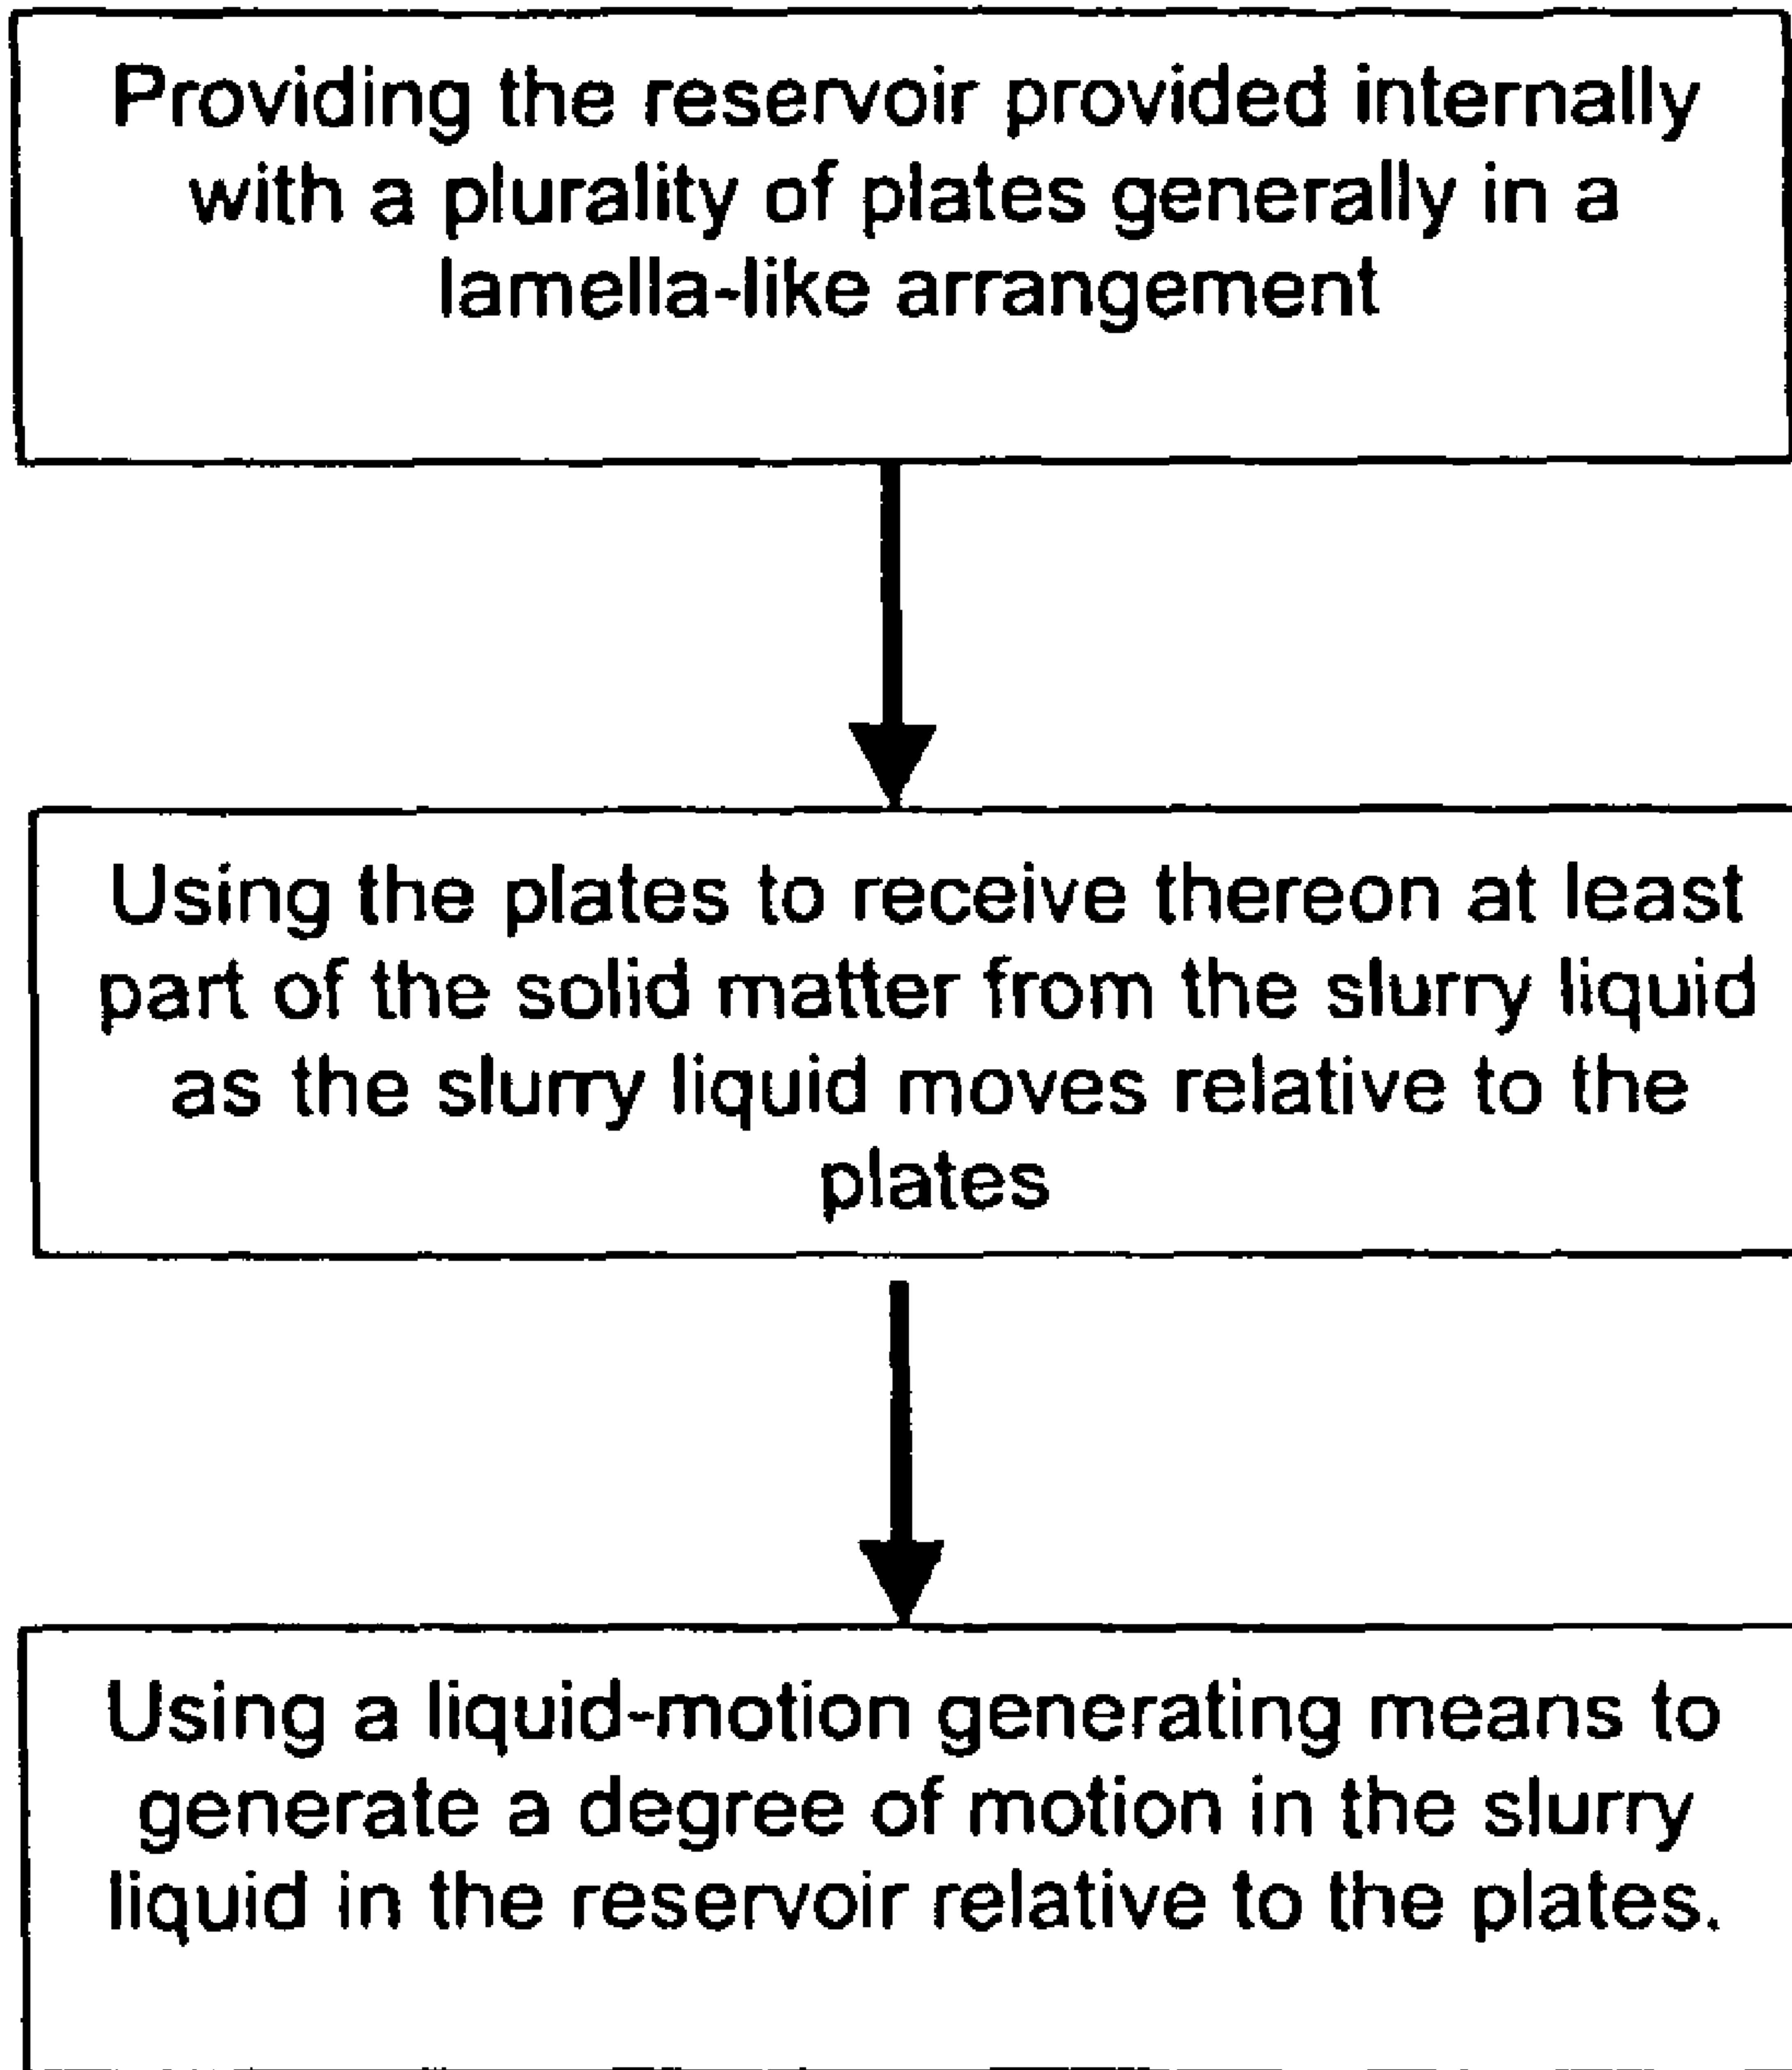 Providing the reservoir provided internally
with a plurality of plates generally in a
lamella-like arrangement
Using the plates to receive thereon at least
part of the solid matter from the slurry liquid
as the slurry liquid moves relative to the
plates
Using a liquid-motion generating means to
generate a degree of motion in the slurry
liquid in the reservoir relative to the plates.